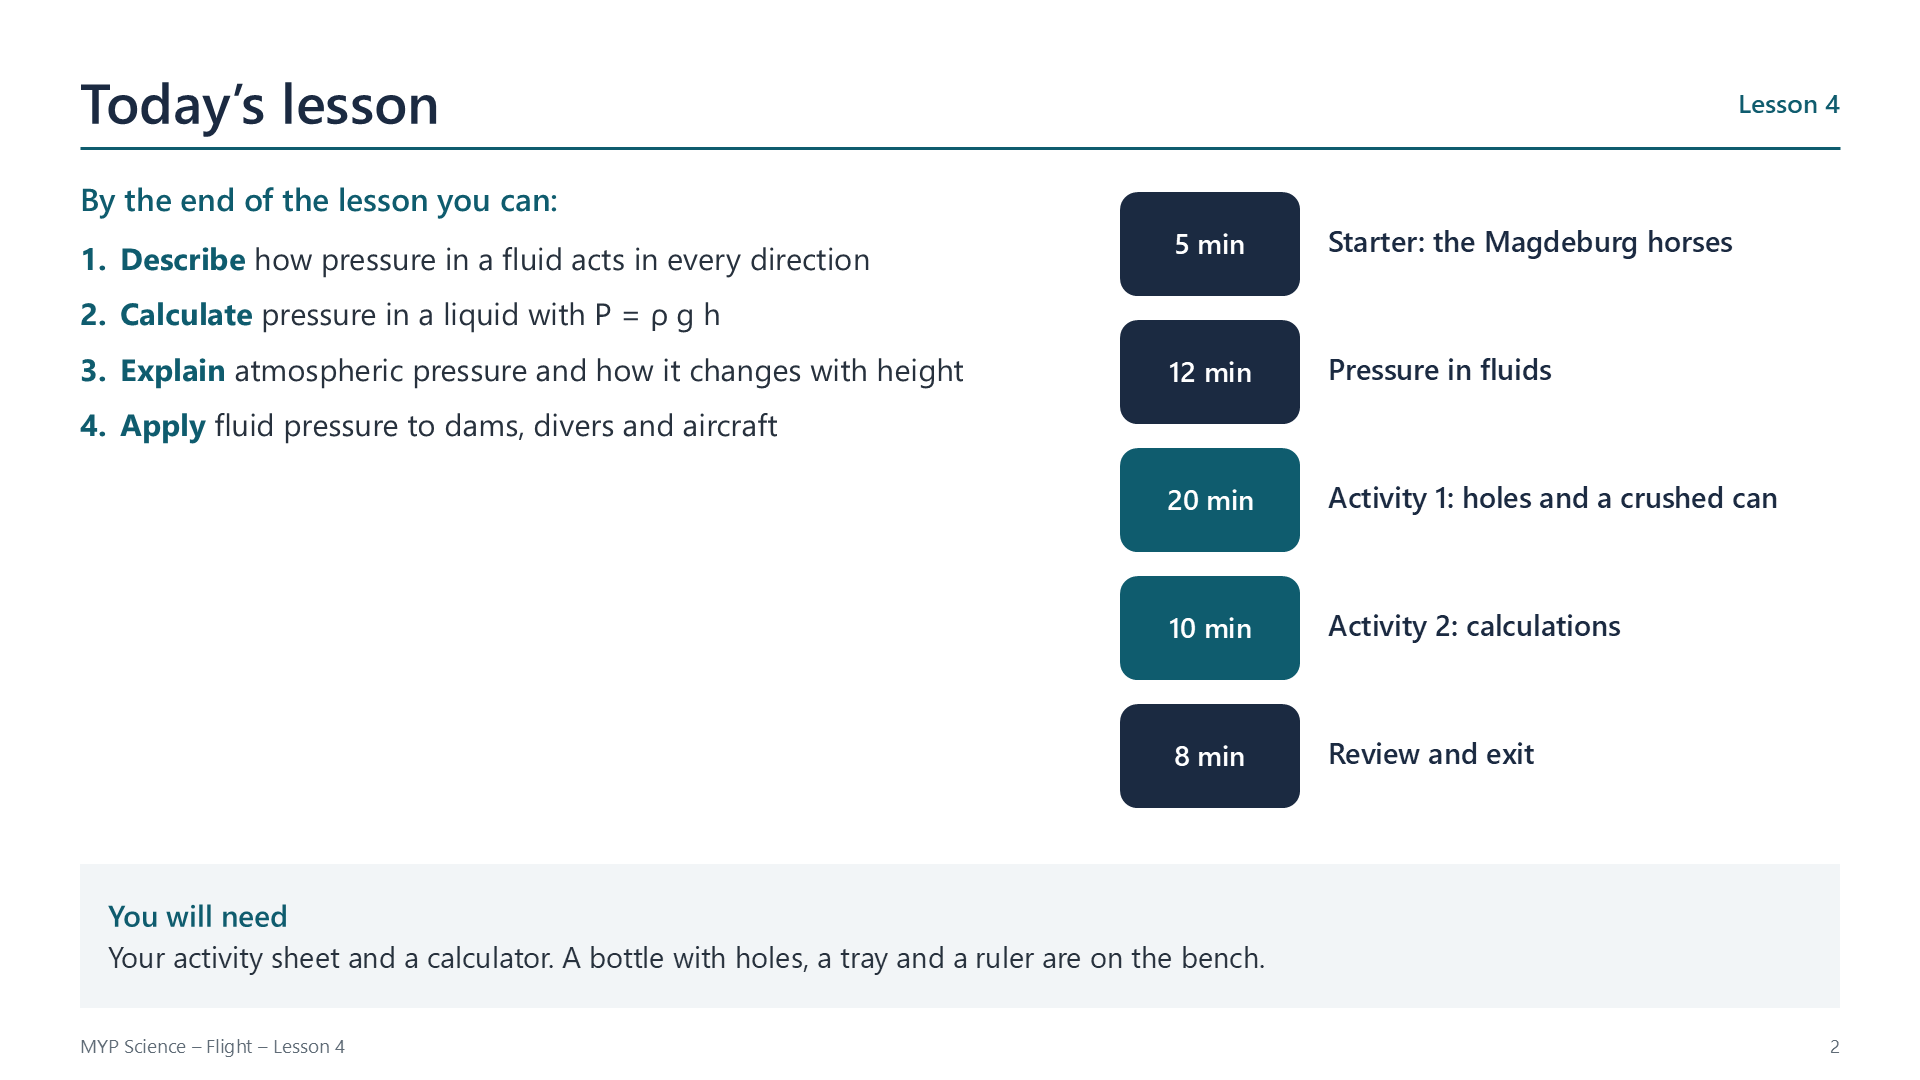 Today’s lesson
Lesson 4
By the end of the lesson you can:
1. Describe how pressure in a fluid acts in every direction
2. Calculate pressure in a liquid with P = ρ g h
3. Explain atmospheric pressure and how it changes with height
4. Apply fluid pressure to dams, divers and aircraft
5 min
Starter: the Magdeburg horses
12 min
Pressure in fluids
20 min
Activity 1: holes and a crushed can
10 min
Activity 2: calculations
8 min
Review and exit
You will need
Your activity sheet and a calculator. A bottle with holes, a tray and a ruler are on the bench.
MYP Science – Flight – Lesson 4
2